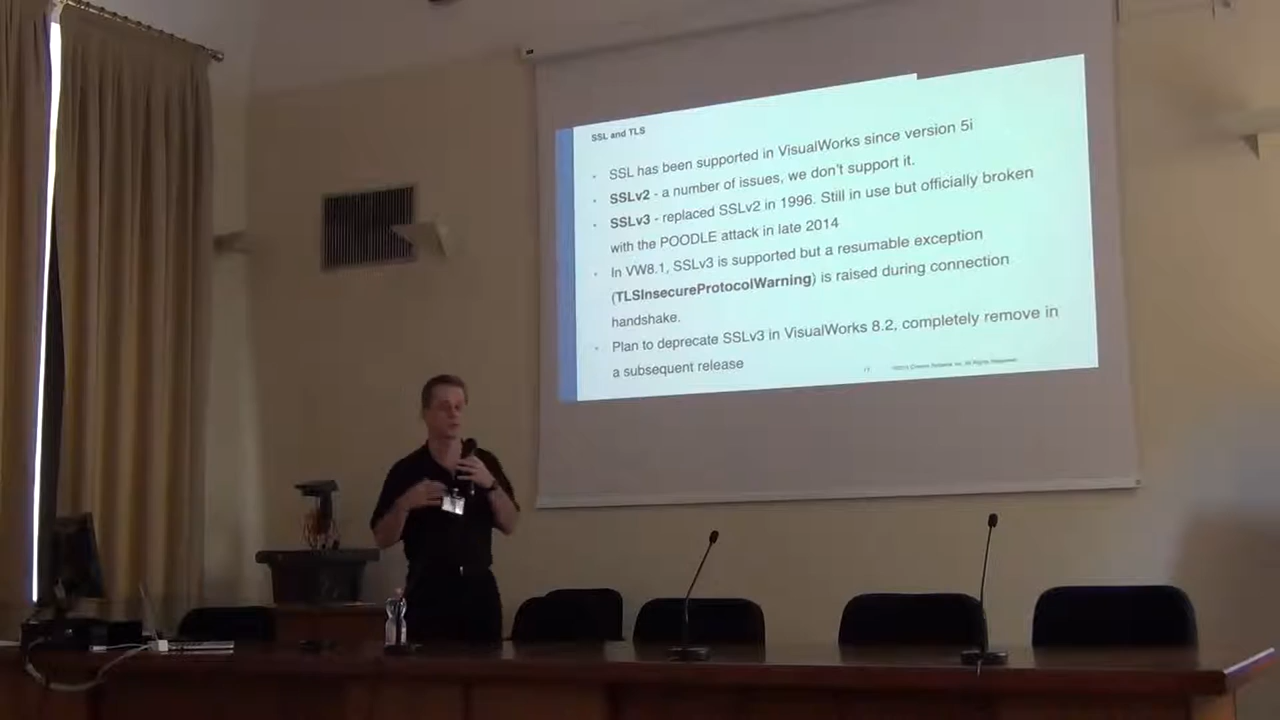 SSL and TLS
SSL has been supported in VisualWorks since version 5i
SSLv2 - a number of issues, we don't support it.
SSLv3 - replaced SSLv2 in 1996. Still in use but officially broken
with the POODLE attack in late 2014
In VW8.1, SSLv3 is supported but a resumable exception
(TLSInsecureProtocolWarning) is raised during connection
handshake.
Plan to deprecate SSLv3 in VisualWorks 8.2, completely remove in
a subsequent release